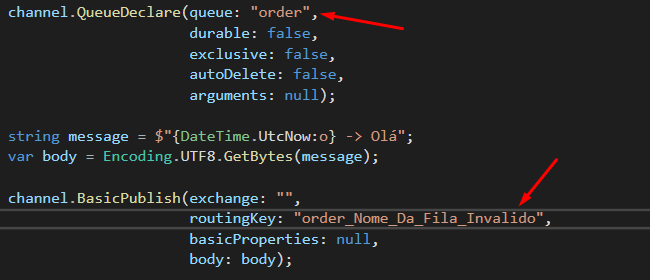 channel.QueueDeclare(queue: "order",
durable: false,
exclusive: false,
autoDelete: false,
arguments: null);
string message = $"{DateTime.UtcNow:o} -> Olá";
var body = Encoding.UTF8.GetBytes(message);
channel.BasicPublish(exchange: "",
routingKey: "order_Nome_Da_Fila_Invalido",
basicProperties: null,
body: body);